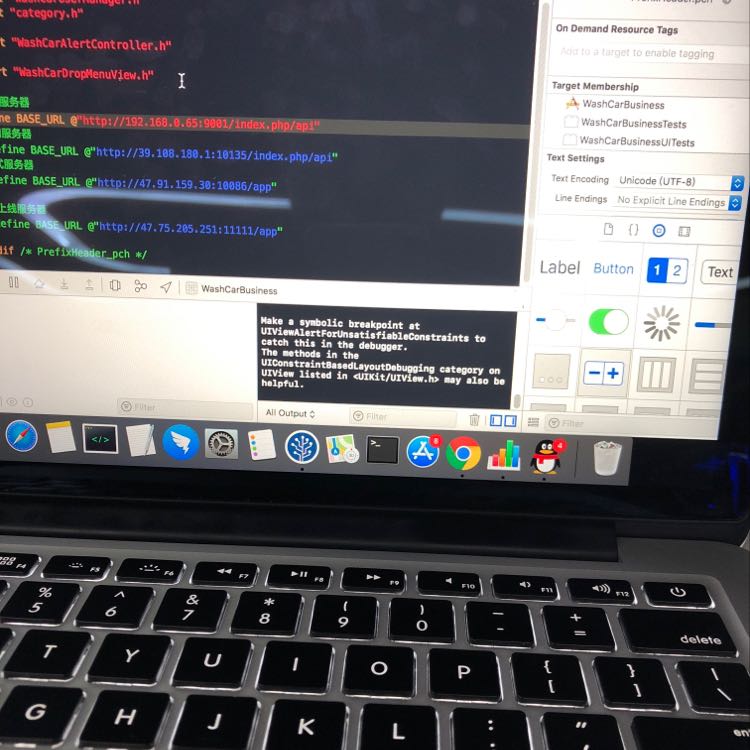 "category.h"
"WashCarAlertController.h"
"WashCarDropMenuView.h"
服务器
ne BASE_URL @"http://192.168.0.65:9001/index.php/api"
服务器
efine BASE_URL @"http://39.108.180.1:10135/index.php/api"
式服务器
efine BASE_URL @"http://47.91.159.30:10086/app"
上线服务器
define BASE_URL @"http://47.75.205.251:11111/app"
dif /* PrefixHeader_pch */
WashCarBusiness
Make a symbolic breakpoint at
UIViewAlertForUnsatisfiableConstraints to
catch this in the debugger.
The methods in the
UIConstraintBasedLayoutDebugging category on
UIView listed in <UIKit/UIView.h> may also be
helpful.
Filter
All Output
Filter
On Demand Resource Tags
Add to a target to enable tagging
Target Membership
WashCarBusiness
WashCarBusinessTests
WashCarBusinessUITests
Text Settings
Text Encoding Unicode (UTF-8)
Line Endings No Explicit Line Endings
{}
Label Button 1 2 Text
Filter
</>
>_
6
4
F4 F5 F6 F7 F8 F9 F10 F11 F12
% 5 ^ 6 & 7 * 8 ( 9 ) 0 _ - + = delete
T Y U I O P { [ } ] | \
G H J K L : ; " en